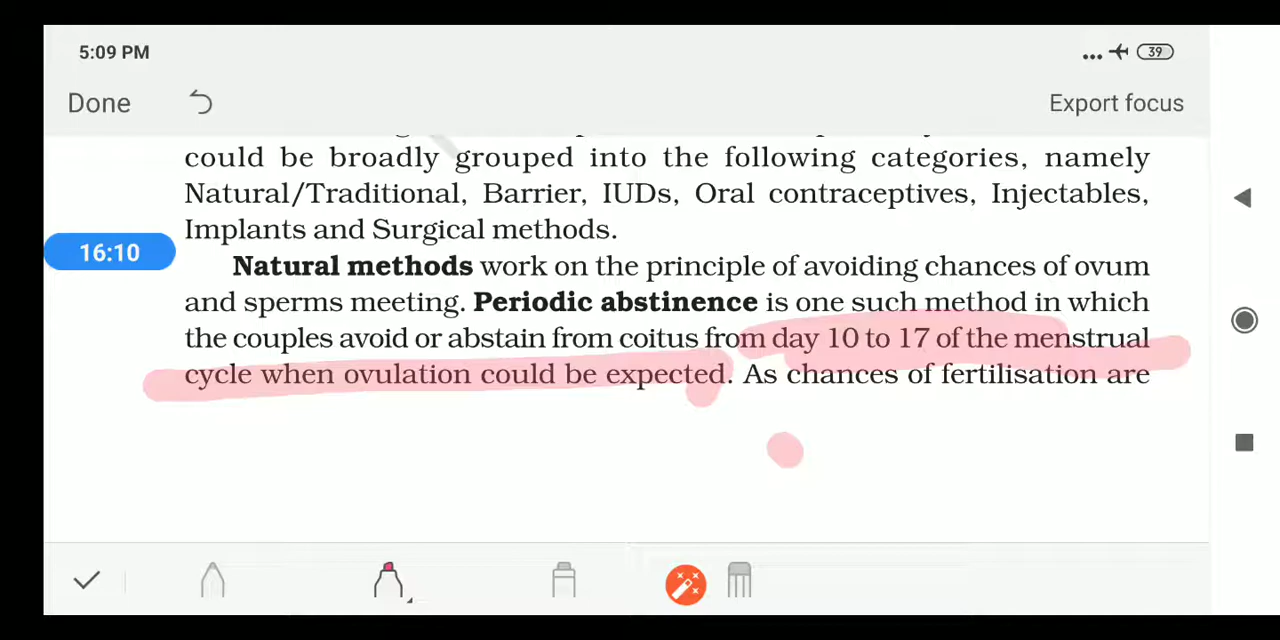 5:09 PM
39
Done
Export focus
could be broadly grouped into the following categories, namely
Natural/Traditional, Barrier, IUDs, Oral contraceptives, Injectables,
Implants and Surgical methods.
16:10
Natural methods work on the principle of avoiding chances of ovum
and sperms meeting. Periodic abstinence is one such method in which
the couples avoid or abstain from coitus from day 10 to 17 of the menstrual
cycle when ovulation could be expected. As chances of fertilisation are